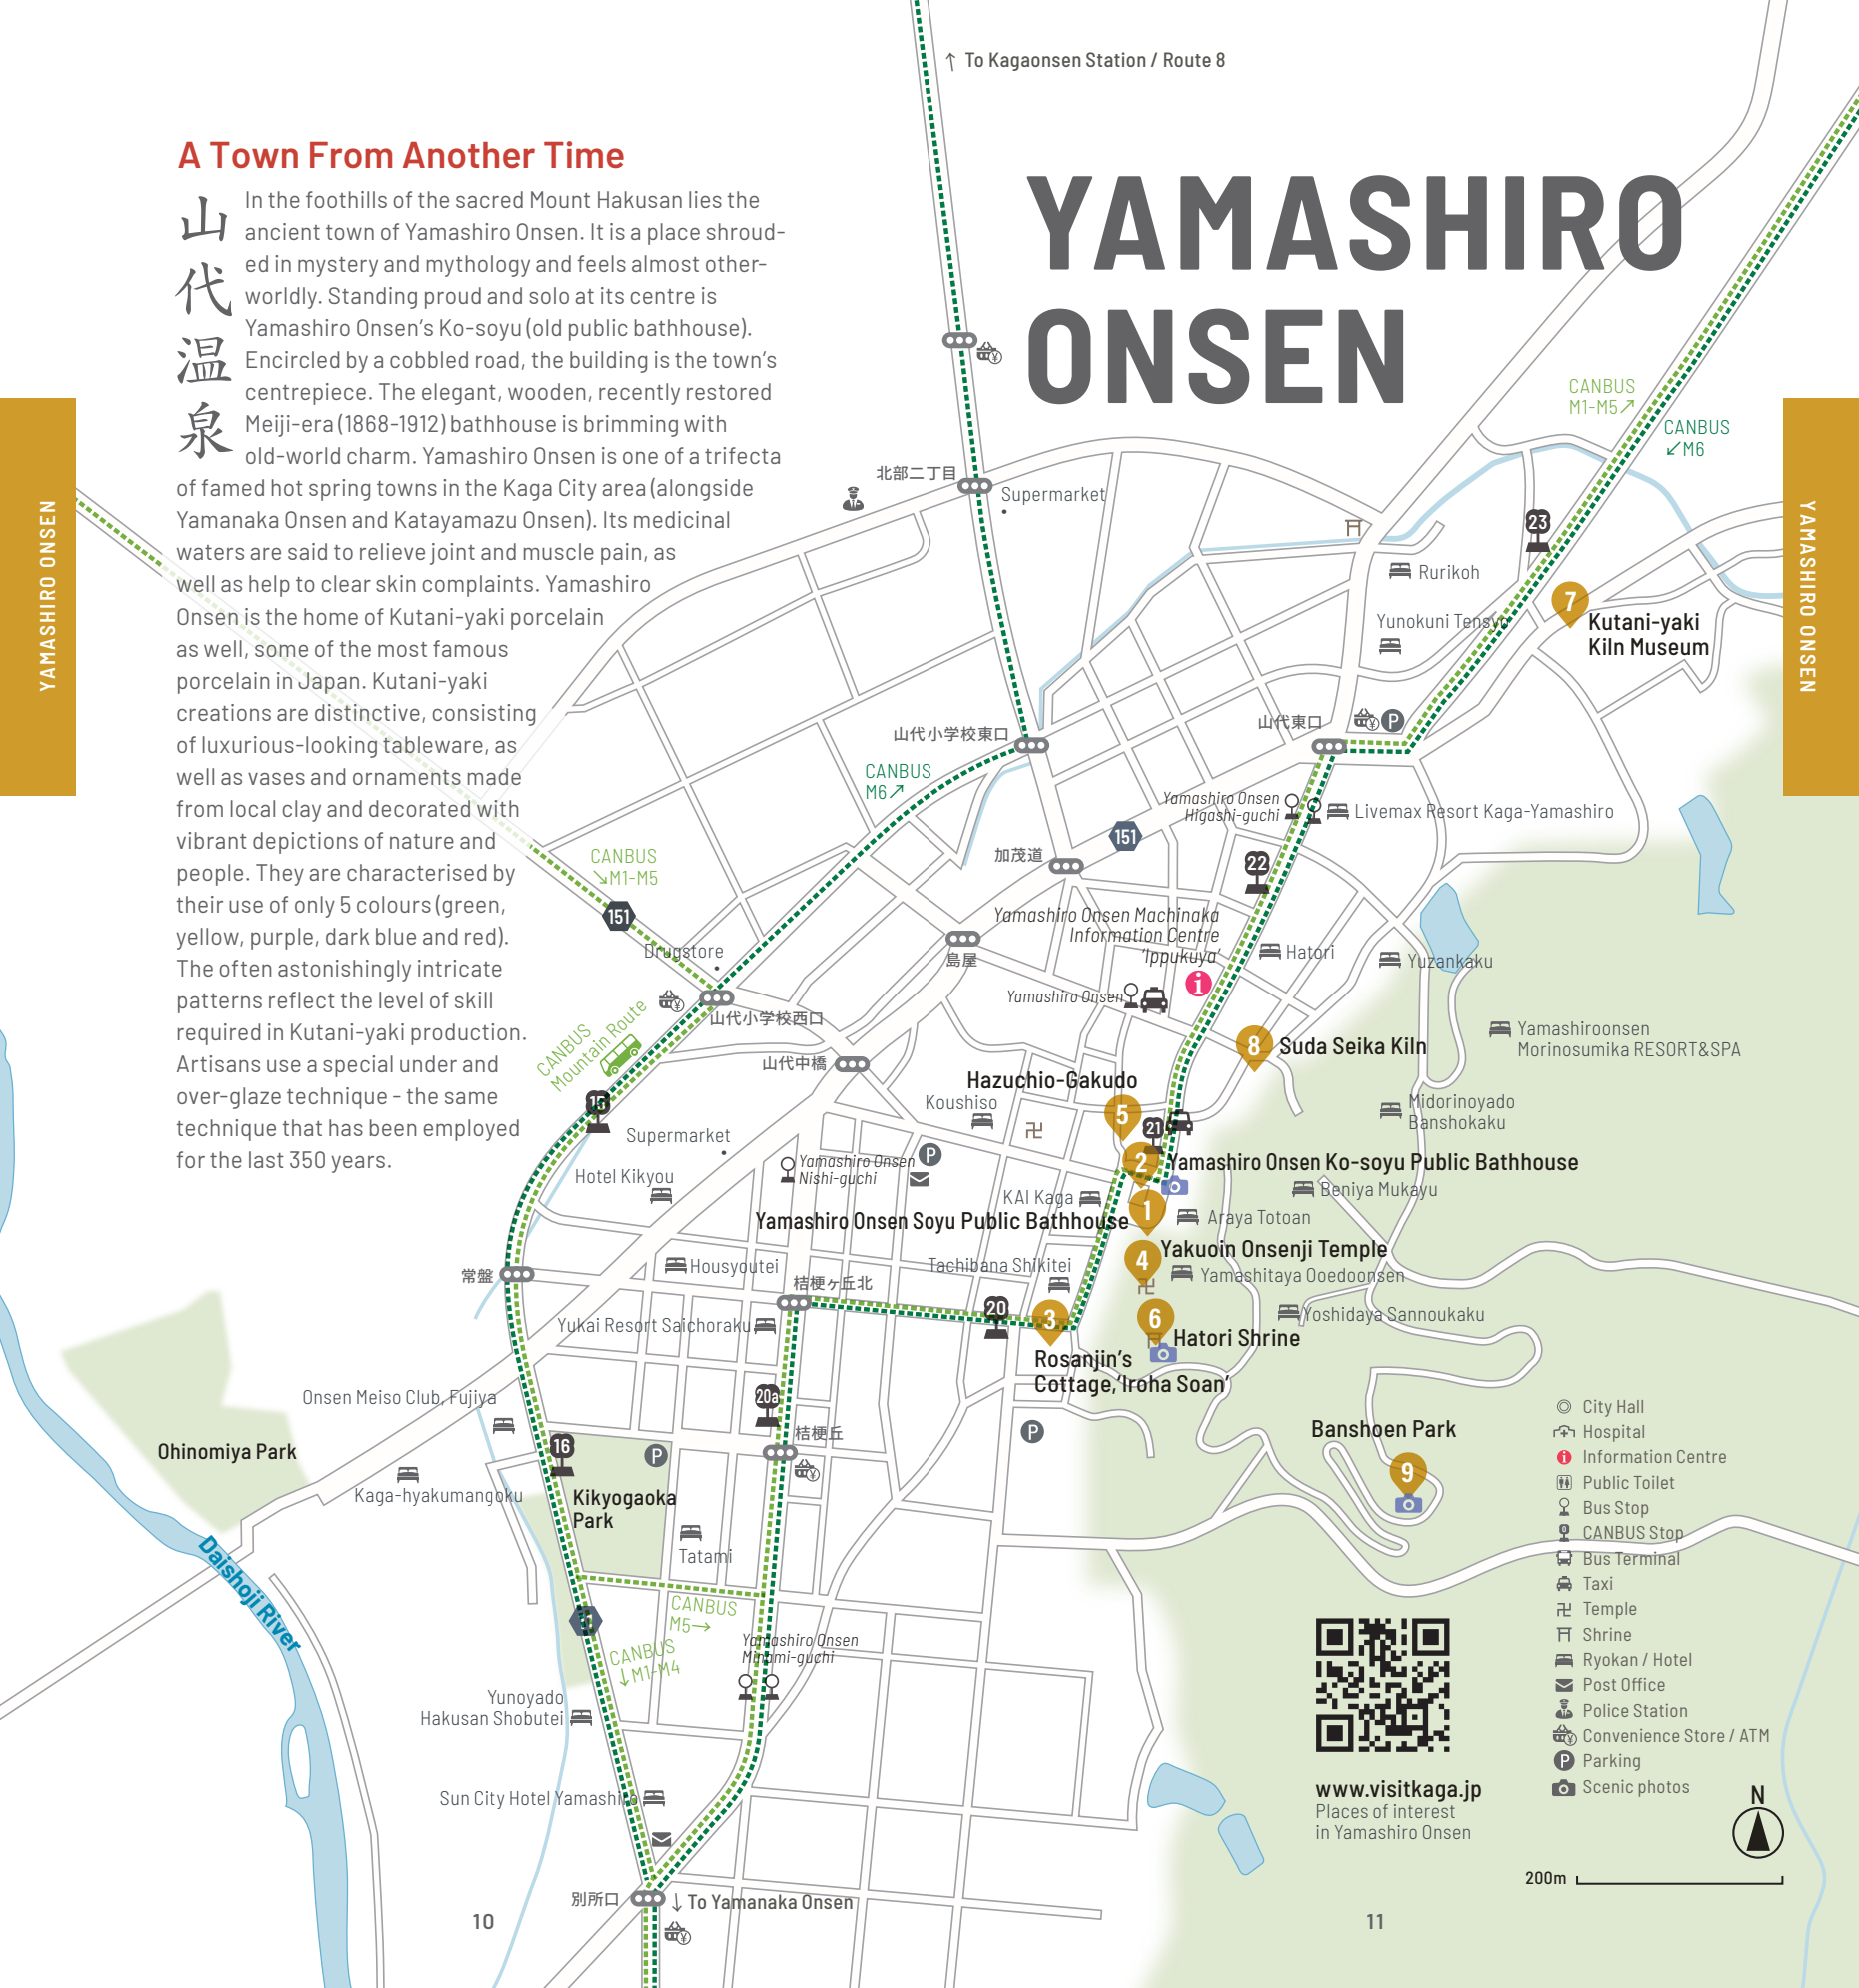 ↑ To Kagaonsen Station / Route 8
A Town From Another Time
山代温泉
In the foothills of the sacred Mount Hakusan lies the
ancient town of Yamashiro Onsen. It is a place shroud-
ed in mystery and mythology and feels almost other-
worldly. Standing proud and solo at its centre is
Yamashiro Onsen's Ko-soyu (old public bathhouse).
Encircled by a cobbled road, the building is the town's
centrepiece. The elegant, wooden, recently restored
Meiji-era (1868-1912) bathhouse is brimming with
old-world charm. Yamashiro Onsen is one of a trifecta
of famed hot spring towns in the Kaga City area (alongside
Yamanaka Onsen and Katayamazu Onsen). Its medicinal
waters are said to relieve joint and muscle pain, as
well as help to clear skin complaints. Yamashiro
Onsen is the home of Kutani-yaki porcelain
as well, some of the most famous
porcelain in Japan. Kutani-yaki
creations are distinctive, consisting
of luxurious-looking tableware, as
well as vases and ornaments made
from local clay and decorated with
vibrant depictions of nature and
people. They are characterised by
their use of only 5 colours (green,
yellow, purple, dark blue and red).
The often astonishingly intricate
patterns reflect the level of skill
required in Kutani-yaki production.
Artisans use a special under and
over-glaze technique - the same
technique that has been employed
for the last 350 years.
YAMASHIRO
ONSEN
YAMASHIRO ONSEN
YAMASHIRO ONSEN
CANBUS
M1-M5↗
CANBUS
↙M6
北部二丁目
Supermarket
23
Rurikoh
Yunokuni Tensyo
7
Kutani-yaki
Kiln Museum
山代小学校東口
山代東口
P
CANBUS
M6↗
Yamashiro Onsen
Higashi-guchi
Livemax Resort Kaga-Yamashiro
151
加茂道
22
CANBUS
↘M1-M5
151
Drugstore
Yamashiro Onsen Machinaka
Information Centre
'Ippukuya'
島屋
Hatori
Yuzankaku
Yamashiro Onsen
i
山代小学校西口
CANBUS
Mountain Route
山代中橋
8
Suda Seika Kiln
Yamashiroonsen
Morinosumika RESORT&SPA
15
Hazuchio-Gakudo
Koushiso
5
21
Midorinoyado
Banshokaku
Supermarket
Hotel Kikyou
Yamashiro Onsen
Nishi-guchi
P
2
Yamashiro Onsen Ko-soyu Public Bathhouse
KAI Kaga
Beniya Mukayu
Yamashiro Onsen Soyu Public Bathhouse
1
Araya Totoan
4
Yakuoin Onsenji Temple
Yamashitaya Ooedoonsen
Housyoutei
Tachibana Shikitei
常盤
桔梗ヶ丘北
Yukai Resort Saichoraku
20
3
6
Yoshidaya Sannoukaku
Hatori Shrine
Rosanjin's
Cottage,'Iroha Soan'
Onsen Meiso Club, Fujiya
20a
桔梗丘
P
Banshoen Park
9
Ohinomiya Park
16
P
Kaga-hyakumangoku
Kikyogaoka
Park
Tatami
Daishoji River
CANBUS
M5→
CANBUS
↓M1-M4
Yamashiro Onsen
Minami-guchi
Yunoyado
Hakusan Shobutei
Sun City Hotel Yamashiro
別所口
↓ To Yamanaka Onsen
City Hall
Hospital
Information Centre
Public Toilet
Bus Stop
CANBUS Stop
Bus Terminal
Taxi
Temple
Shrine
Ryokan / Hotel
Post Office
Police Station
Convenience Store / ATM
Parking
Scenic photos
www.visitkaga.jp
Places of interest
in Yamashiro Onsen
N
200m
10
11